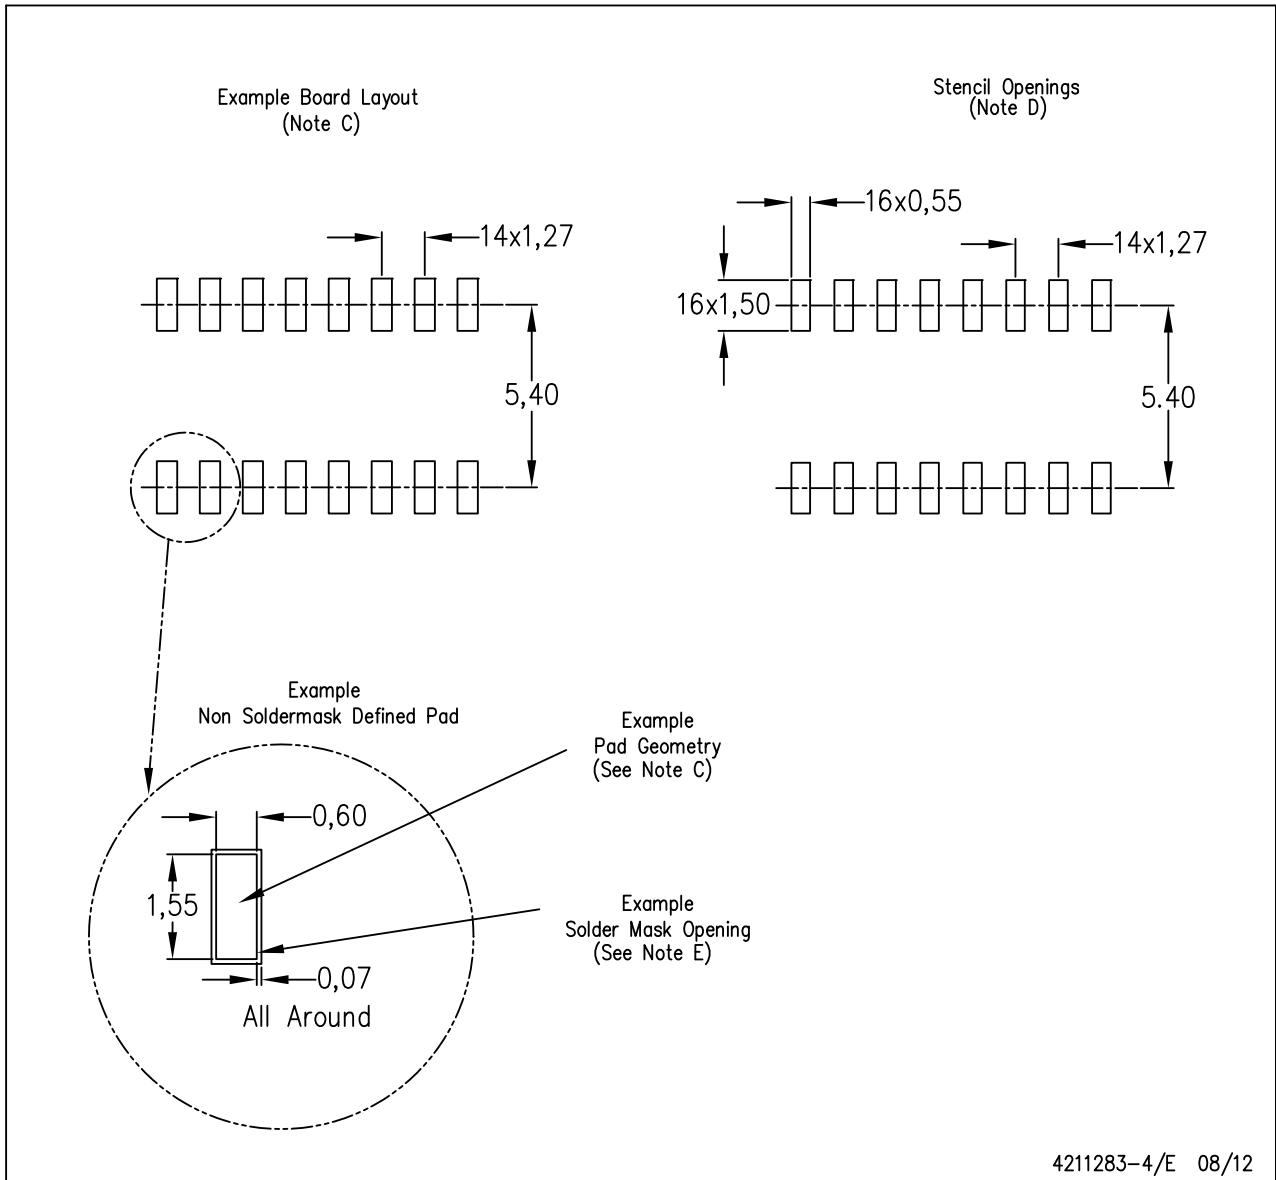 Example Board Layout
(Note C)
Stencil Openings
(Note D)
14x1,27
5,40
16x0,55
14x1,27
16x1,50
5.40
Example
Non Soldermask Defined Pad
Example
Pad Geometry
(See Note C)
0,60
1,55
Example
Solder Mask Opening
(See Note E)
0,07
All Around
4211283-4/E 08/12